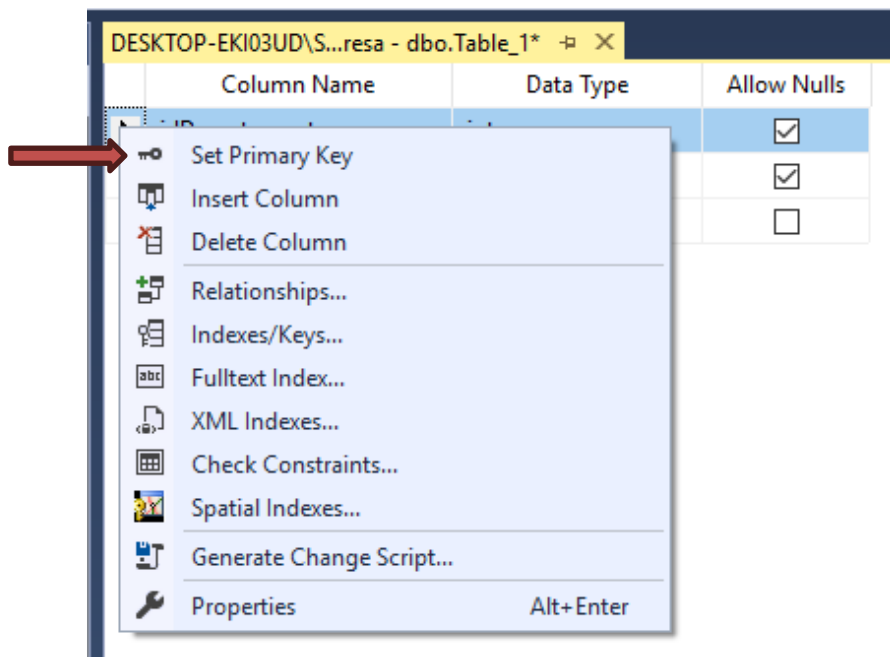 DESKTOP-EKI03UD\S...resa - dbo.Table_1*
Column Name Data Type Allow Nulls
Set Primary Key
Insert Column
Delete Column
Relationships...
Indexes/Keys...
Fulltext Index...
XML Indexes...
Check Constraints...
Spatial Indexes...
Generate Change Script...
Properties Alt+Enter